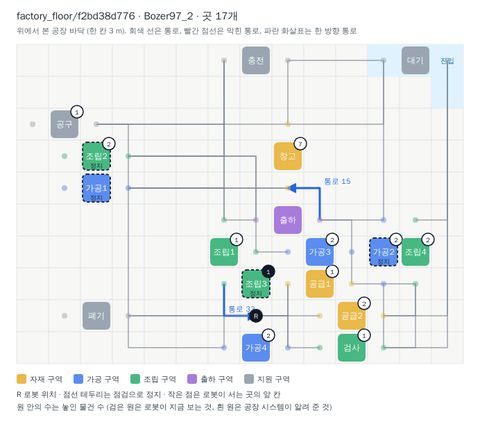 factory_floor/f2bd38d776 · Bozer97_2 · 곳 17개
위에서 본 공장 바닥 (한 칸 3 m). 회색 선은 통로, 빨간 점선은 막힌 통로, 파란 화살표는 한 방향 통로
충전
대기
진입
공구
1
조립2
2
정지
창고
7
가공1
정지
통로 15
출하
조립1
1
가공3
2
가공2
2
정지
조립4
2
조립3
1
정지
공급1
1
통로 3
폐기
R
공급2
2
가공4
2
검사
1
자재 구역
가공 구역
조립 구역
출하 구역
지원 구역
R 로봇 위치 · 점선 테두리는 점검으로 정지 · 작은 점은 로봇이 서는 곳의 앞 칸
원 안의 수는 놓인 물건 수 (검은 원은 로봇이 지금 보는 것, 흰 원은 공장 시스템이 알려 준 것)